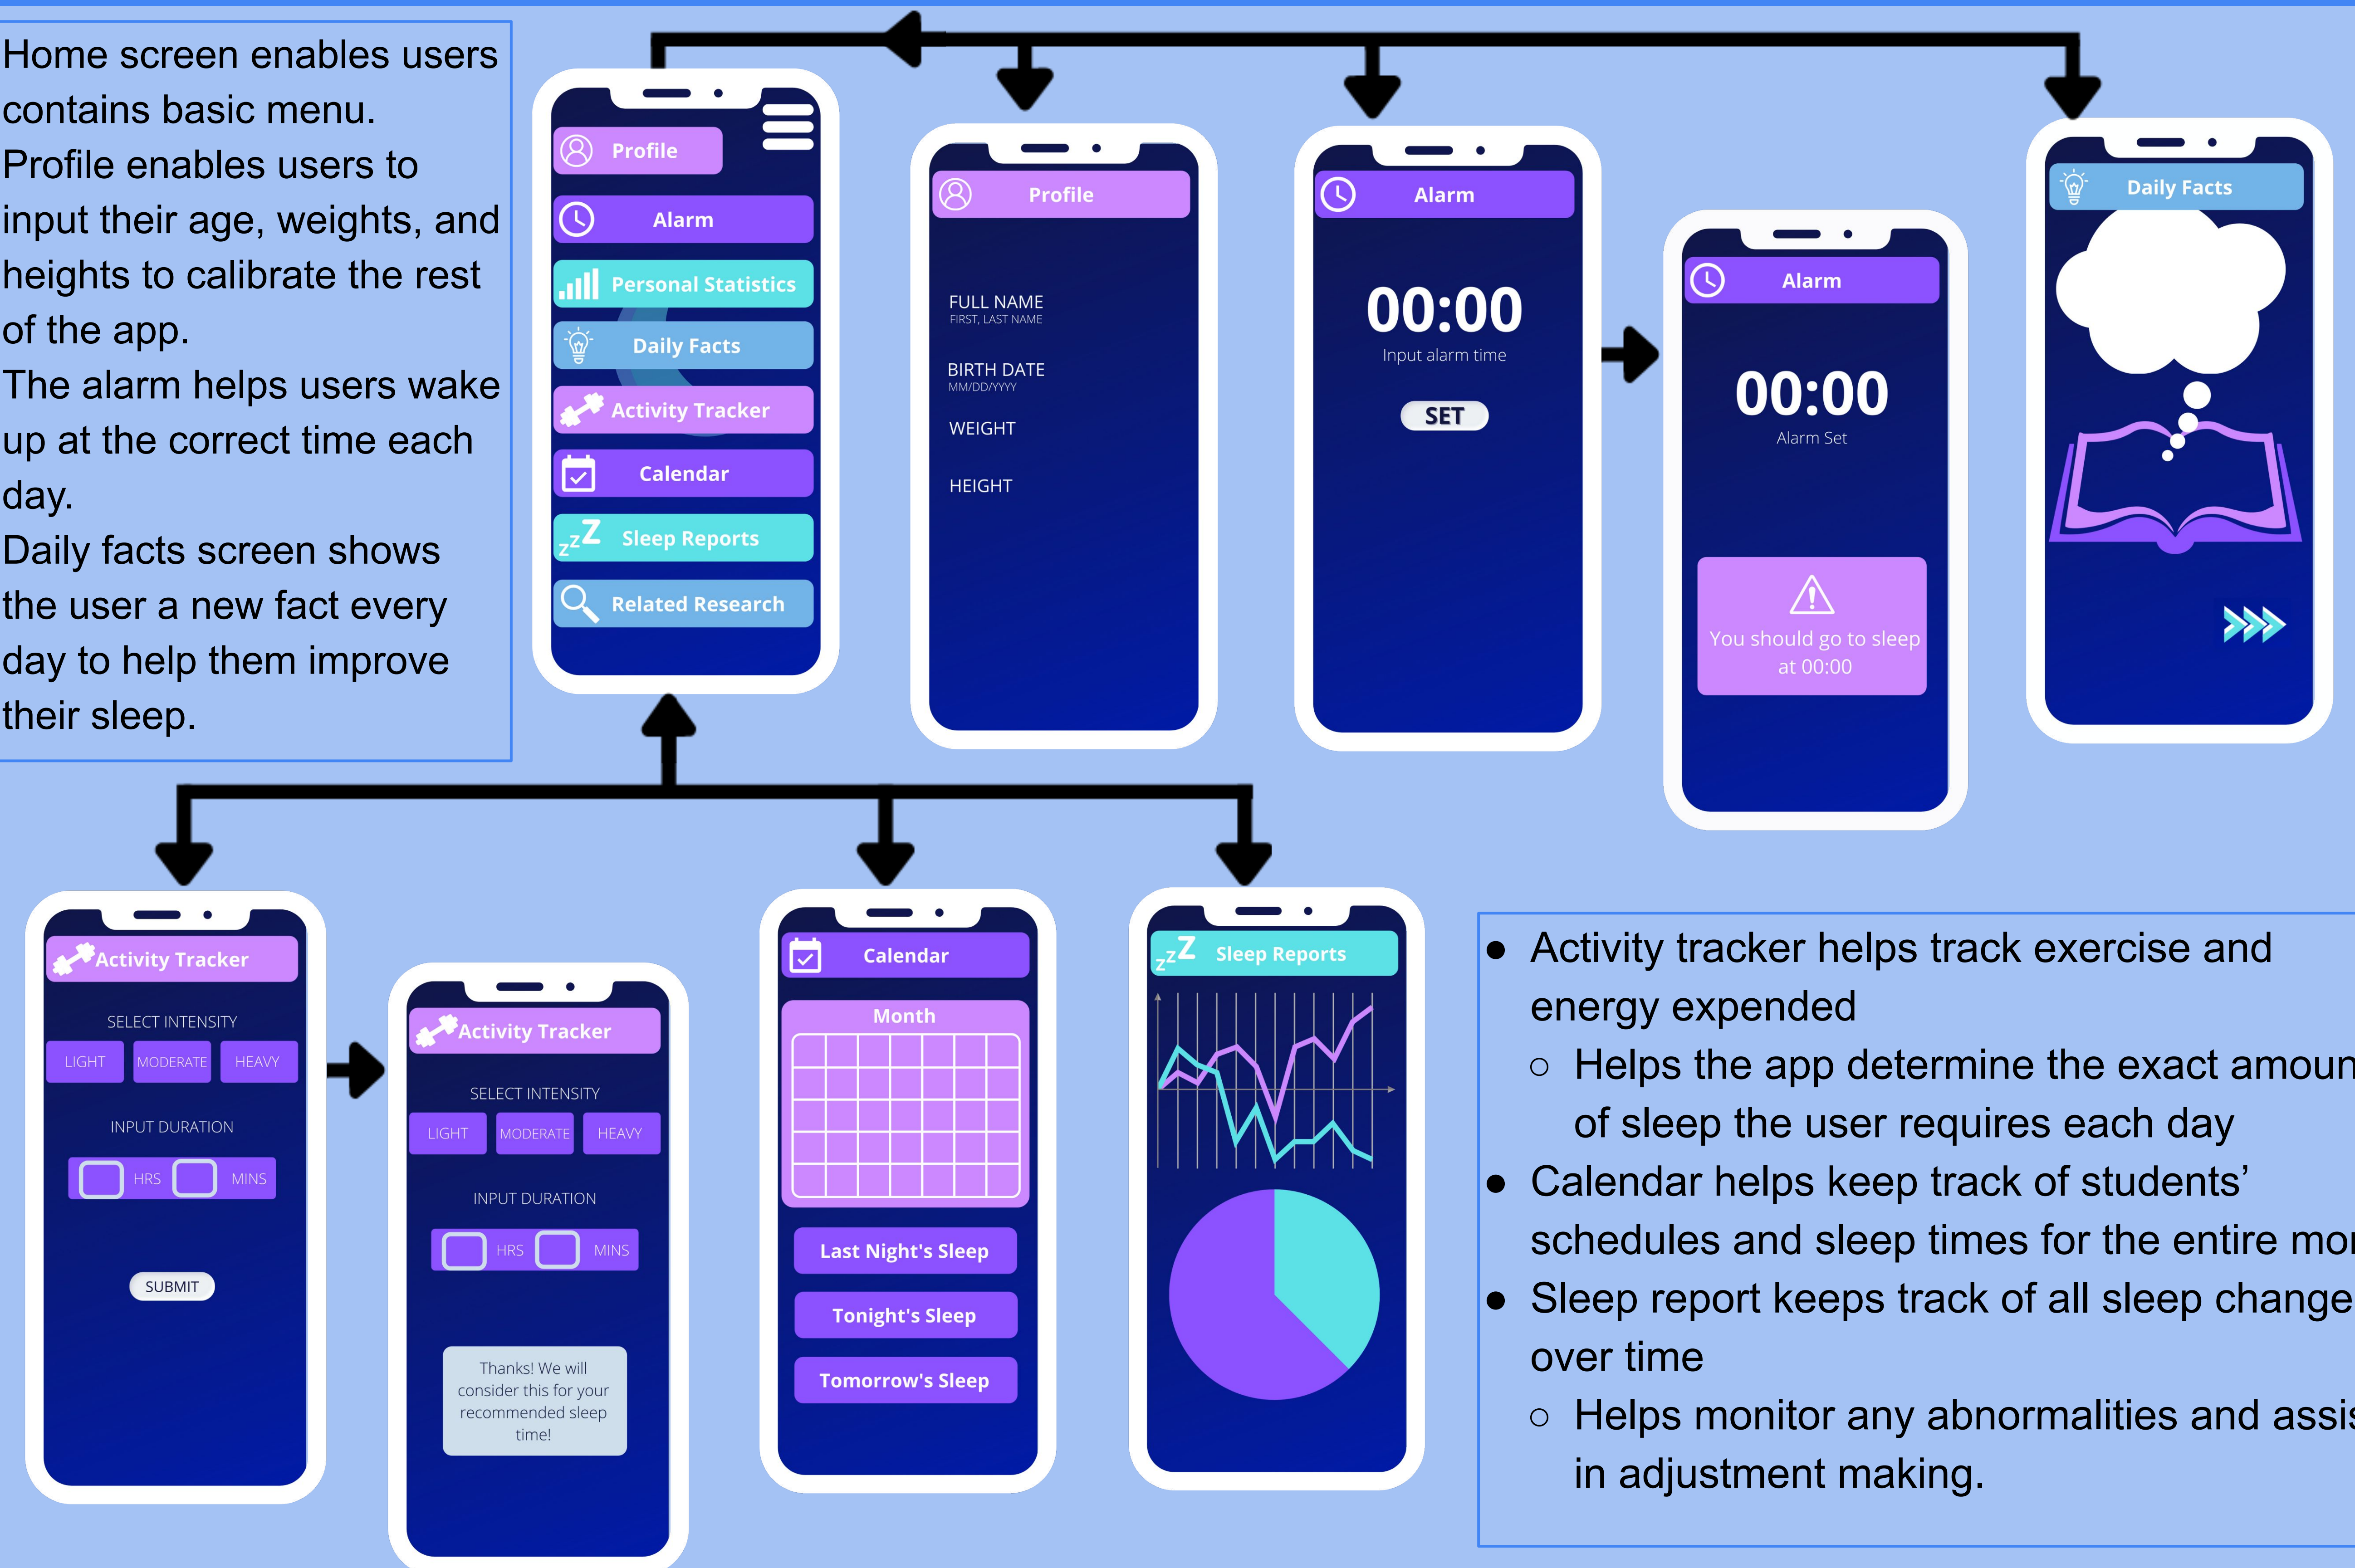 Home screen enables users
contains basic menu.
Profile enables users to
input their age, weights, and
heights to calibrate the rest
of the app.
The alarm helps users wake
up at the correct time each
day.
Daily facts screen shows
the user a new fact every
day to help them improve
their sleep.
Profile
Alarm
Personal Statistics
Daily Facts
Activity Tracker
Calendar
zzZ Sleep Reports
Related Research
Profile
FULL NAME
FIRST, LAST NAME
BIRTH DATE
MM/DD/YYYY
WEIGHT
HEIGHT
Alarm
00:00
Input alarm time
SET
Alarm
00:00
Alarm Set
You should go to sleep
at 00:00
Daily Facts
Activity Tracker
SELECT INTENSITY
LIGHT MODERATE HEAVY
INPUT DURATION
HRS MINS
SUBMIT
Activity Tracker
SELECT INTENSITY
LIGHT MODERATE HEAVY
INPUT DURATION
HRS MINS
Thanks! We will
consider this for your
recommended sleep
time!
Calendar
Month
Last Night's Sleep
Tonight's Sleep
Tomorrow's Sleep
zzZ Sleep Reports
● Activity tracker helps track exercise and
energy expended
○ Helps the app determine the exact amoun
of sleep the user requires each day
● Calendar helps keep track of students’
schedules and sleep times for the entire mo
● Sleep report keeps track of all sleep change
over time
○ Helps monitor any abnormalities and assis
in adjustment making.